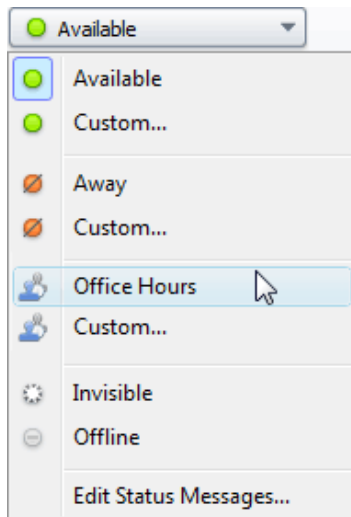 Available
Available
Custom...
Away
Custom...
Office Hours
Custom...
Invisible
Offline
Edit Status Messages...